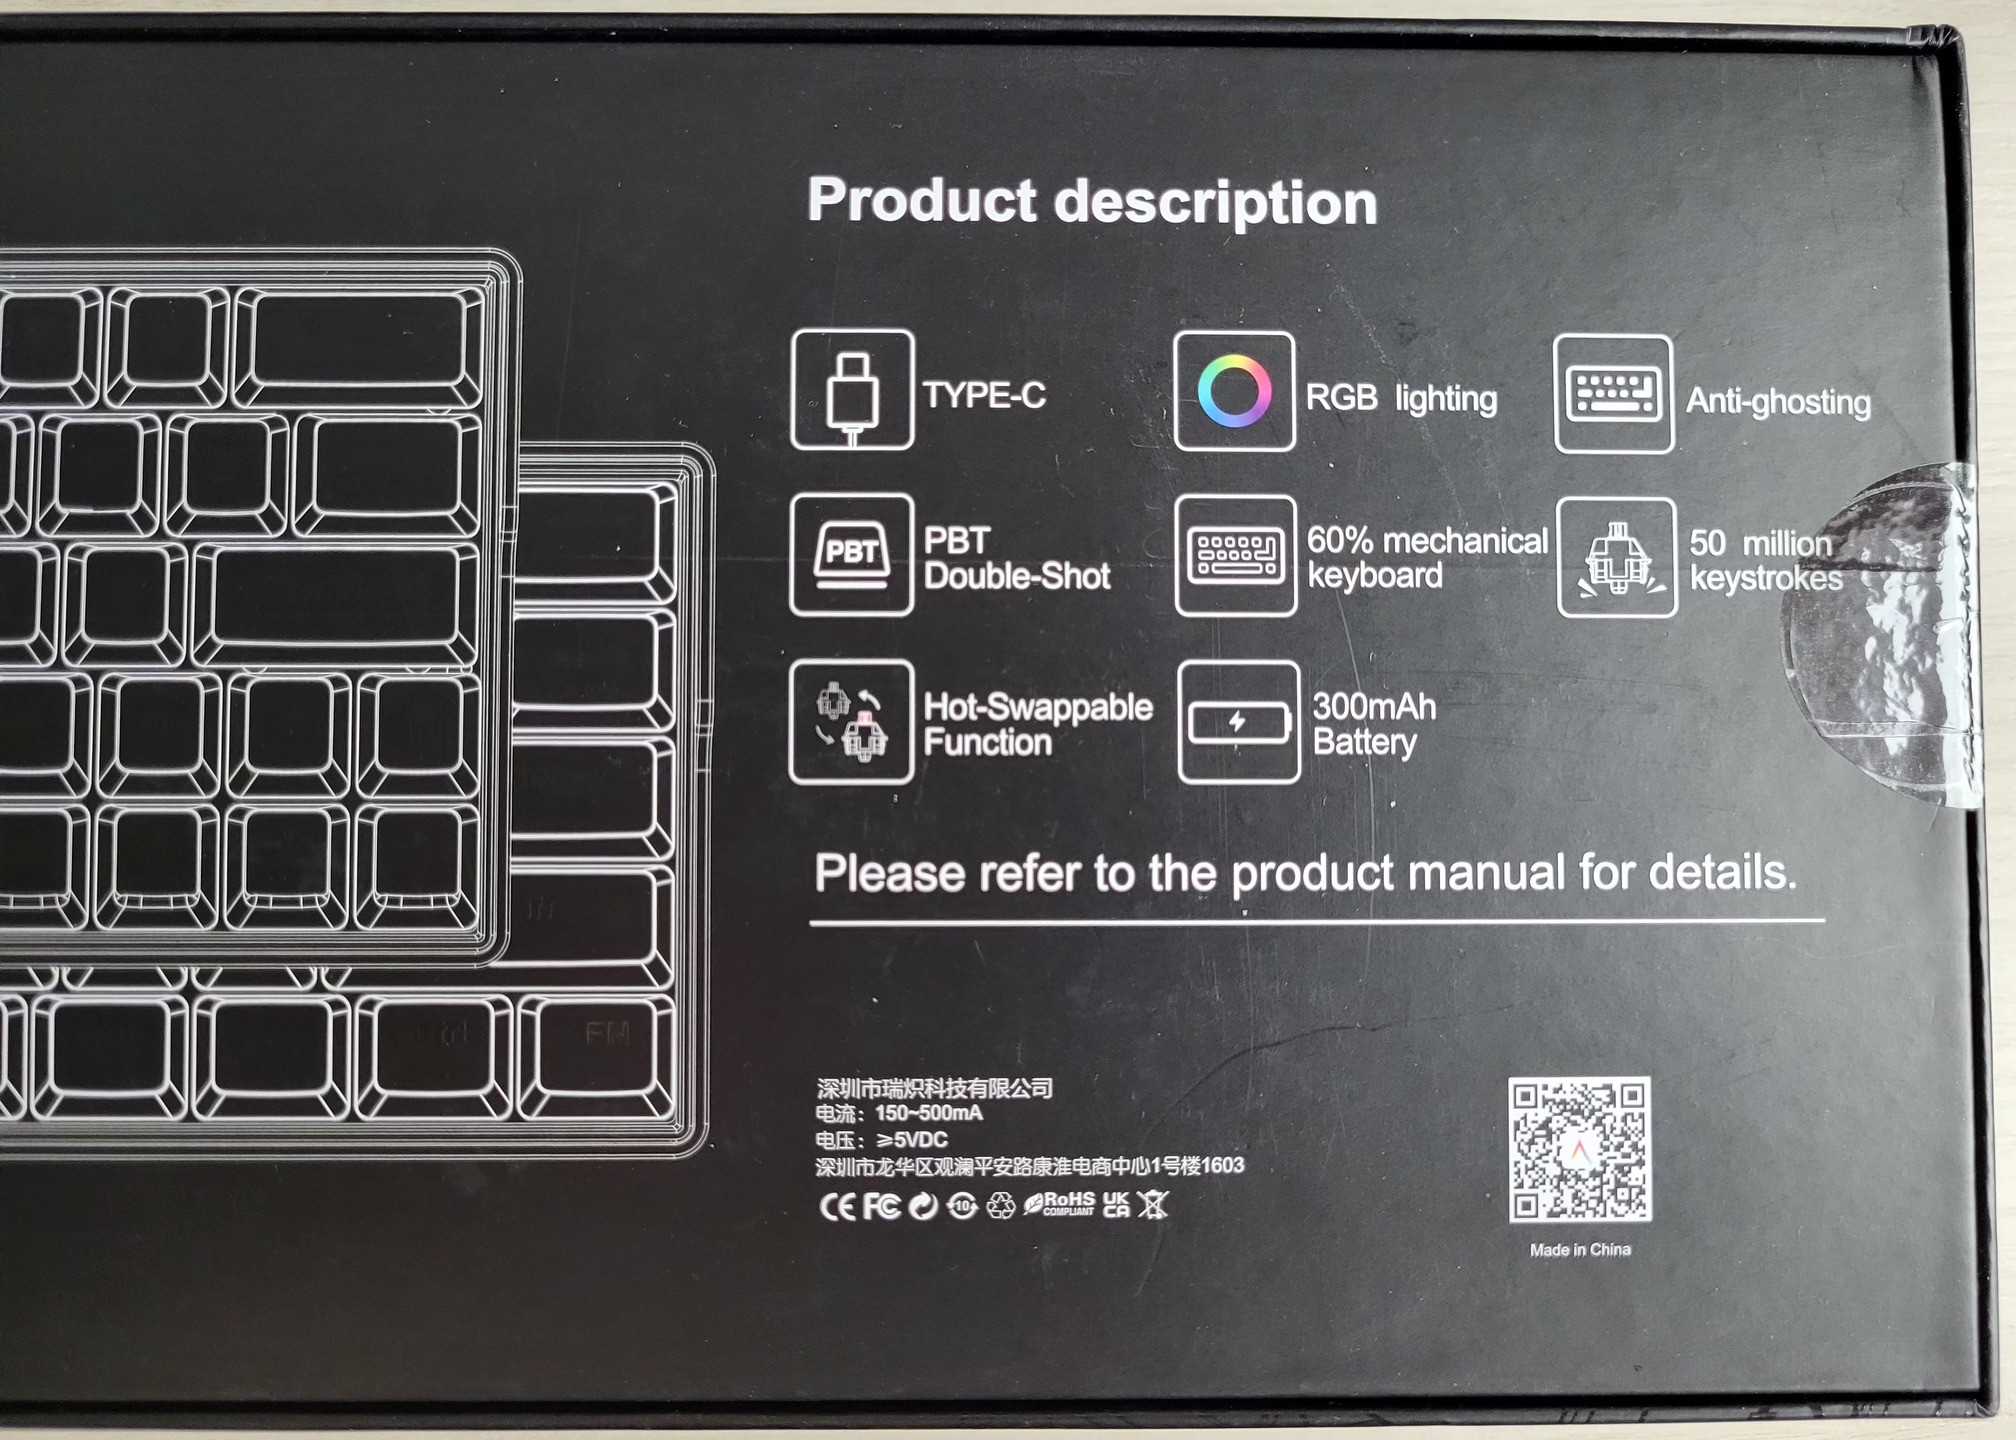 Product description
TYPE-C
RGB lighting
Anti-ghosting
PBT
PBT
Double-Shot
60% mechanical
keyboard
50 million
keystrokes
Hot-Swappable
Function
300mAh
Battery
Please refer to the product manual for details.
FN
深圳市瑞炽科技有限公司
电流：150~500mA
电压：≥5VDC
深圳市龙华区观澜平安路康淮电商中心1号楼1603
CE FC 10 RoHS COMPLIANT UK CA
Made in China